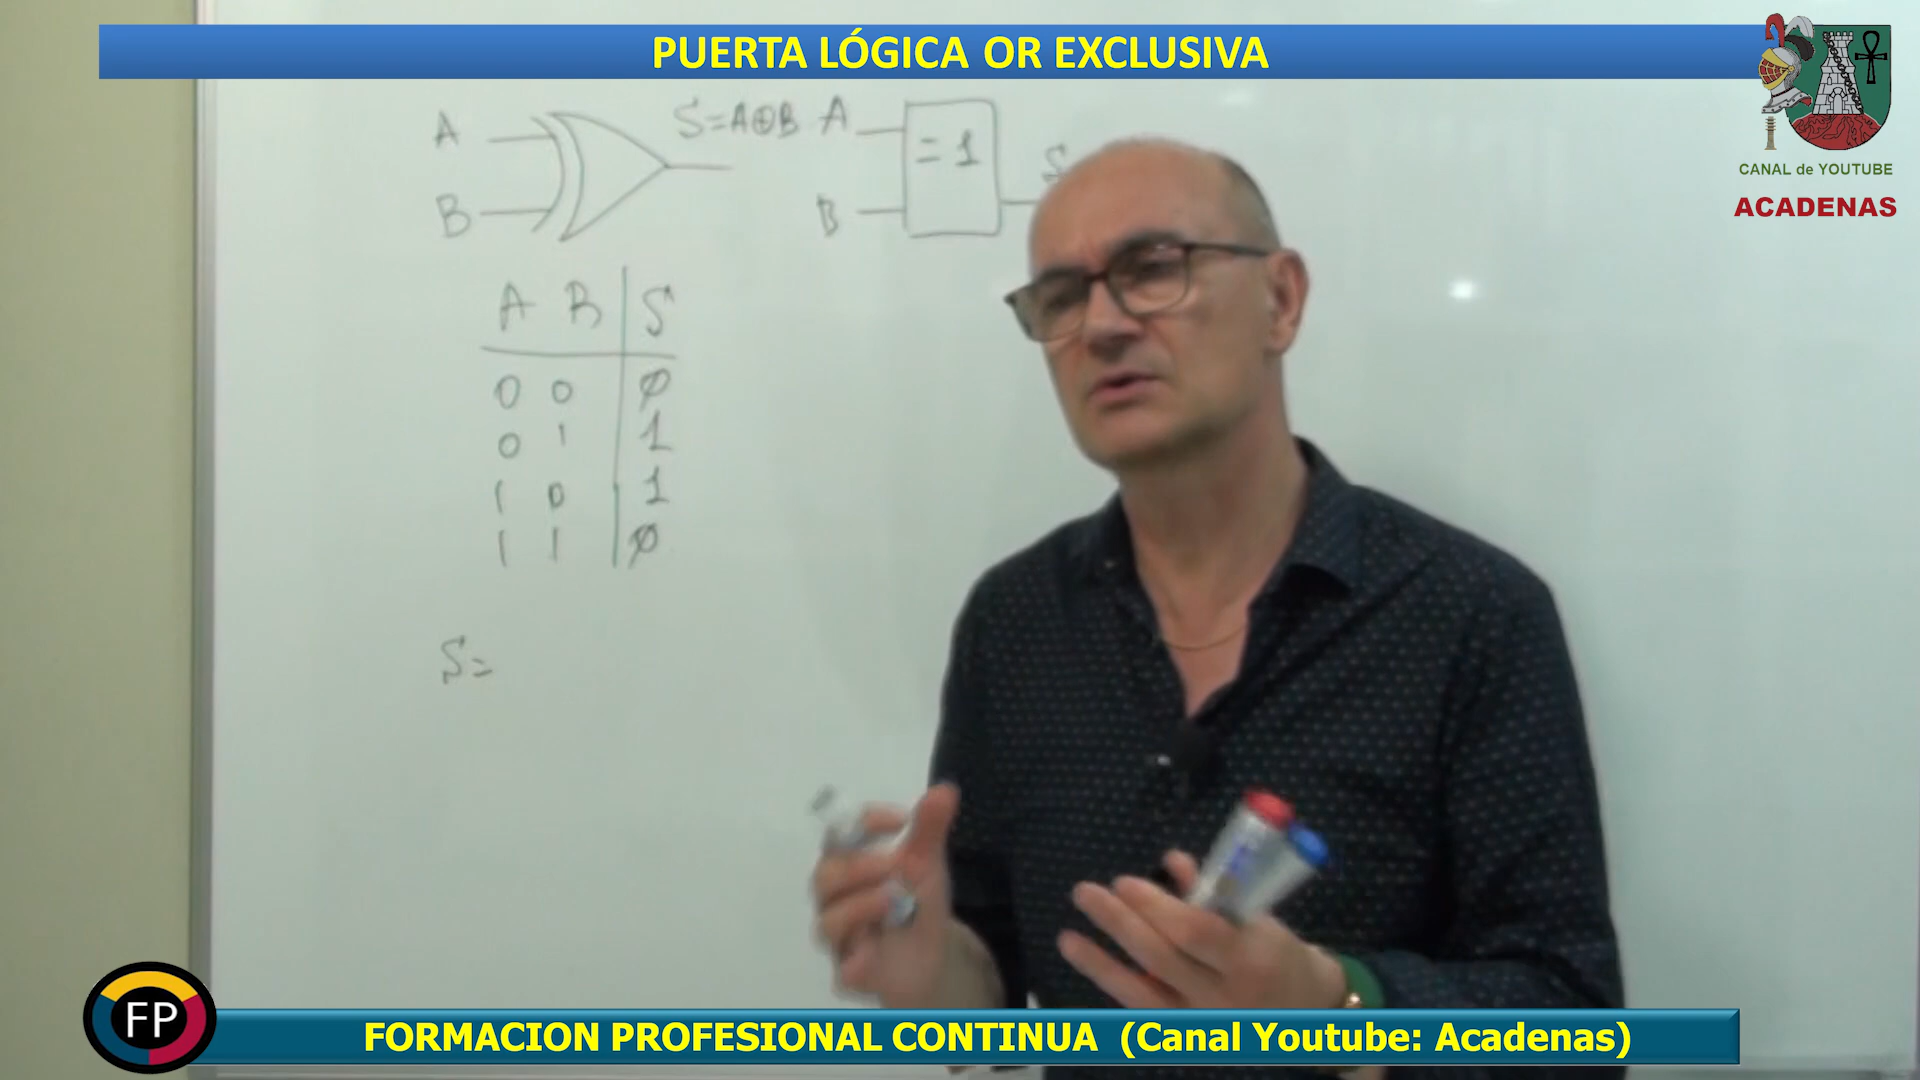 PUERTA LÓGICA OR EXCLUSIVA
CANAL de YOUTUBE
ACADENAS
A
B
S=A⊕B
A
B
= 1
S
A B S
0 0 0
0 1 1
1 0 1
1 1 0
S=
FP
FORMACION PROFESIONAL CONTINUA (Canal Youtube: Acadenas)